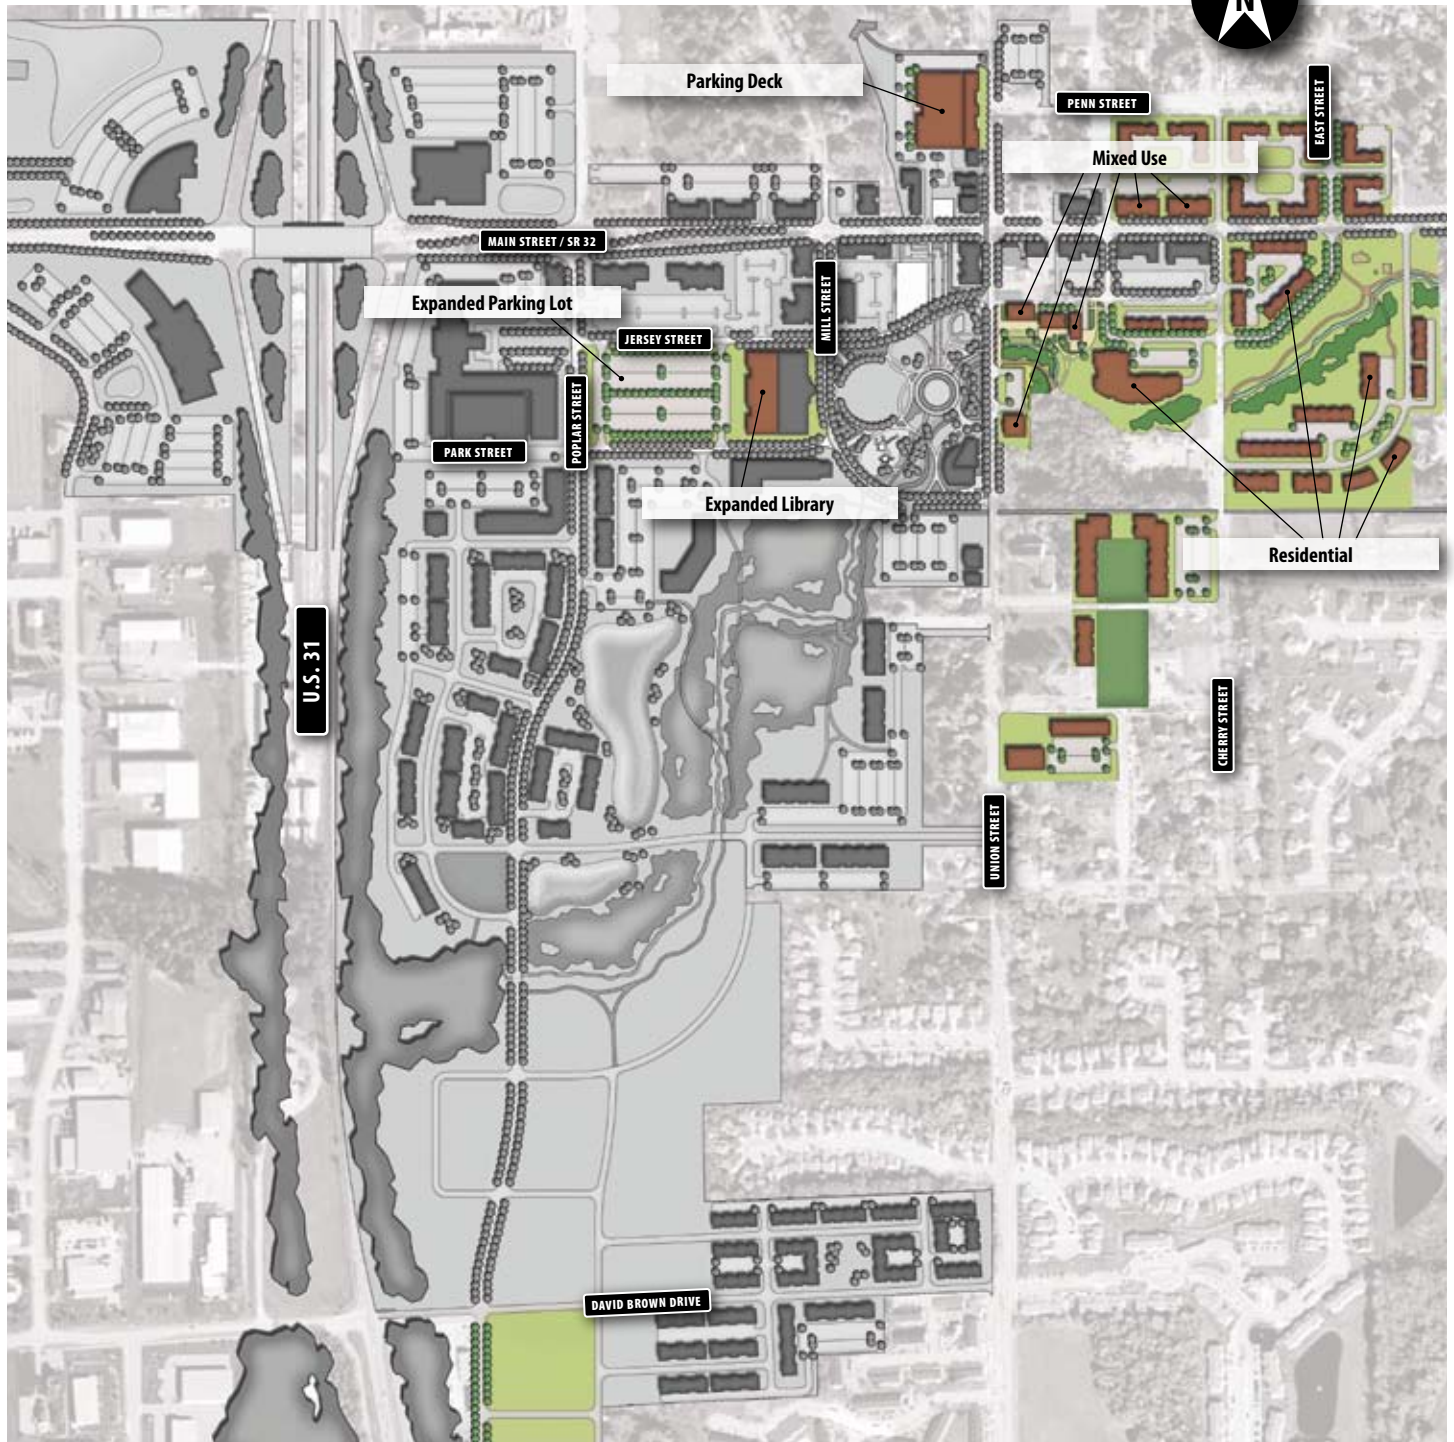 N
Parking Deck
PENN STREET
EAST STREET
Mixed Use
MAIN STREET / SR 32
Expanded Parking Lot
MILL STREET
JERSEY STREET
POPLAR STREET
PARK STREET
Expanded Library
Residential
U.S. 31
CHERRY STREET
UNION STREET
DAVID BROWN DRIVE